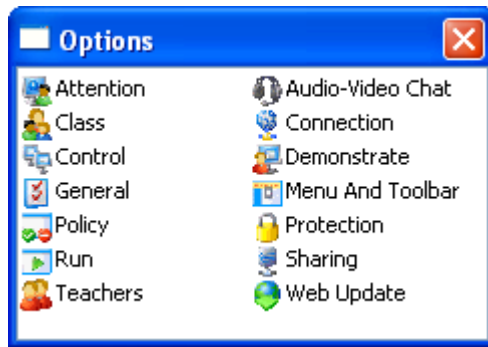 Options
Attention
Audio-Video Chat
Class
Connection
Control
Demonstrate
General
Menu And Toolbar
Policy
Protection
Run
Sharing
Teachers
Web Update